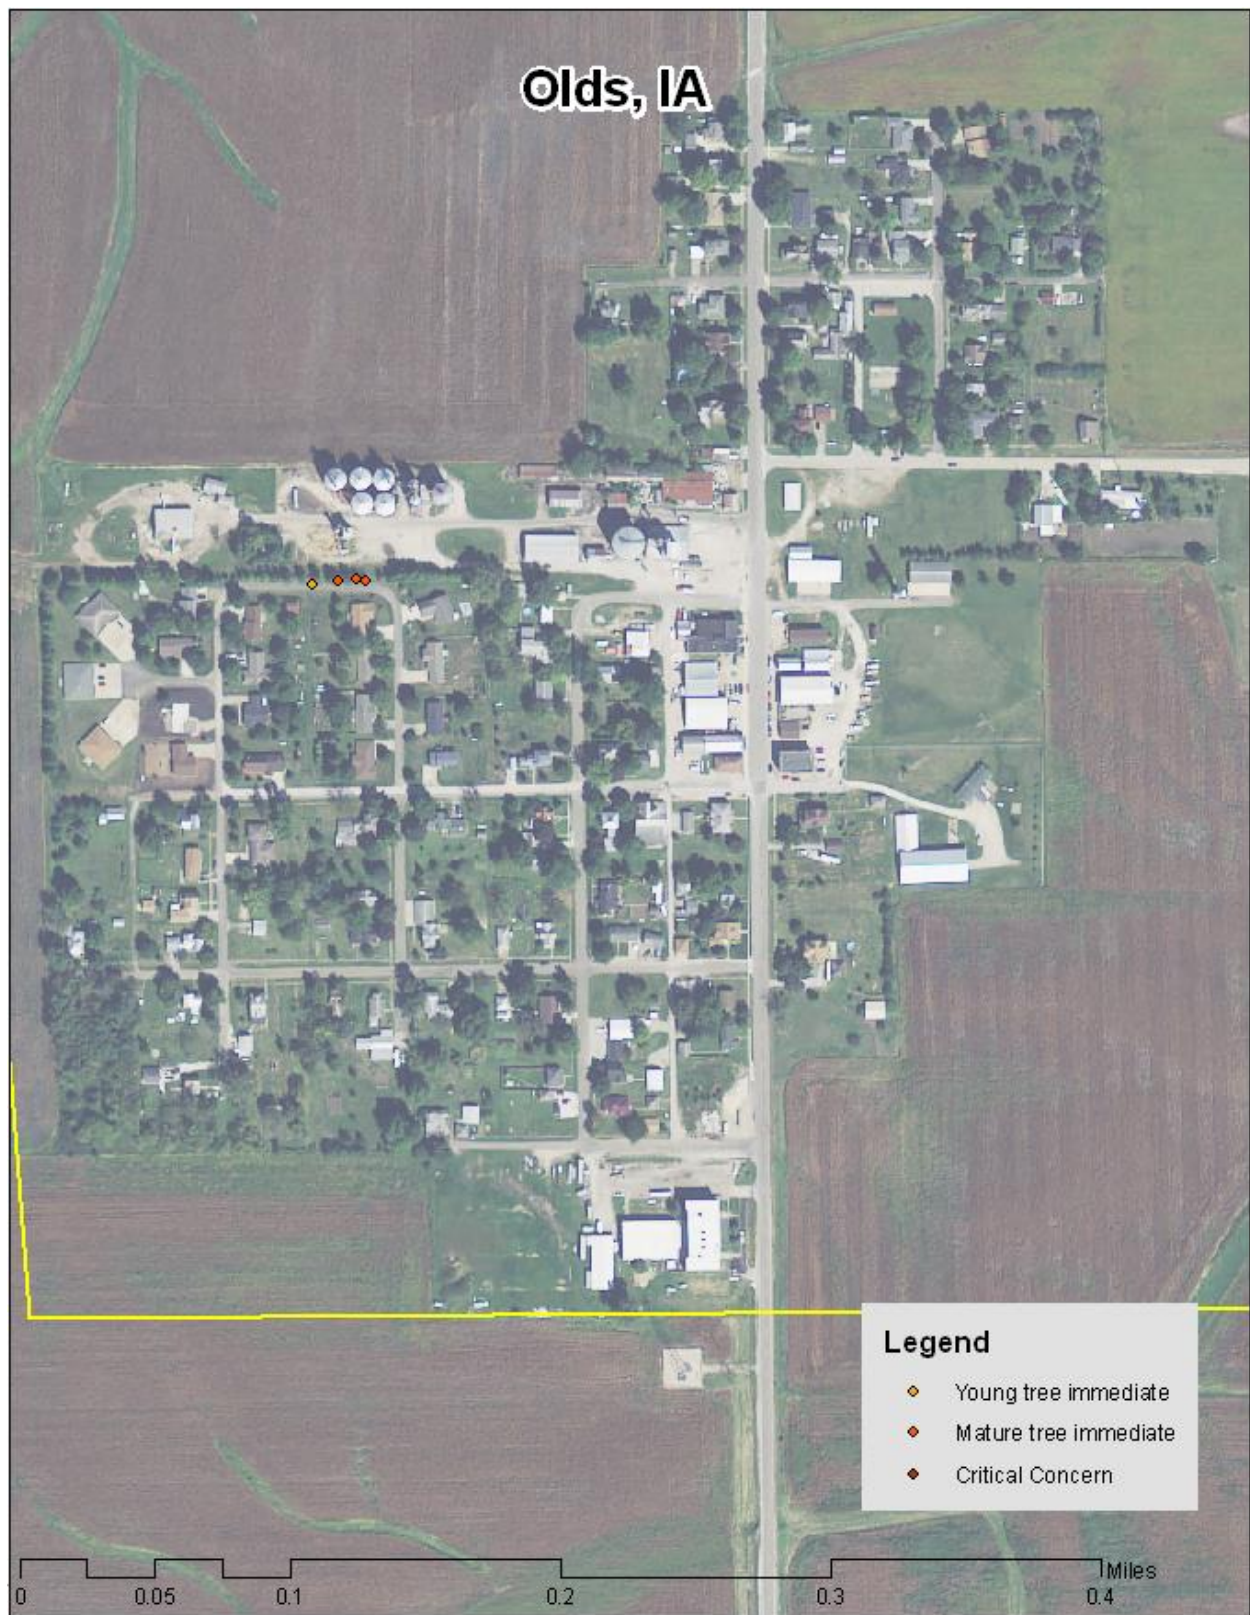 Olds, IA
Legend
Young tree immediate
Mature tree immediate
Critical Concern
Miles
0 0.05 0.1 0.2 0.3 0.4